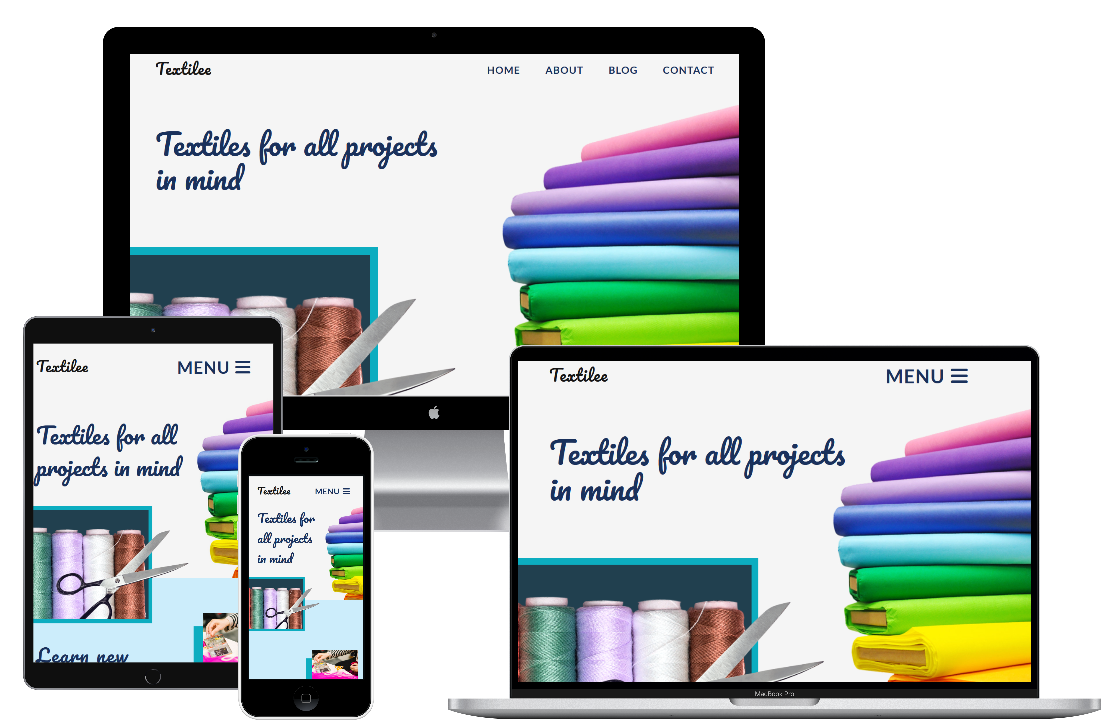 Textilee
HOME ABOUT BLOG CONTACT
Textiles for all projects
in mind
Textilee
MENU
Textiles for all
projects in mind
Learn new
Textilee
MENU
Textiles for
all projects
in mind
Textilee
MENU
Textiles for all projects
in mind
MacBook Pro